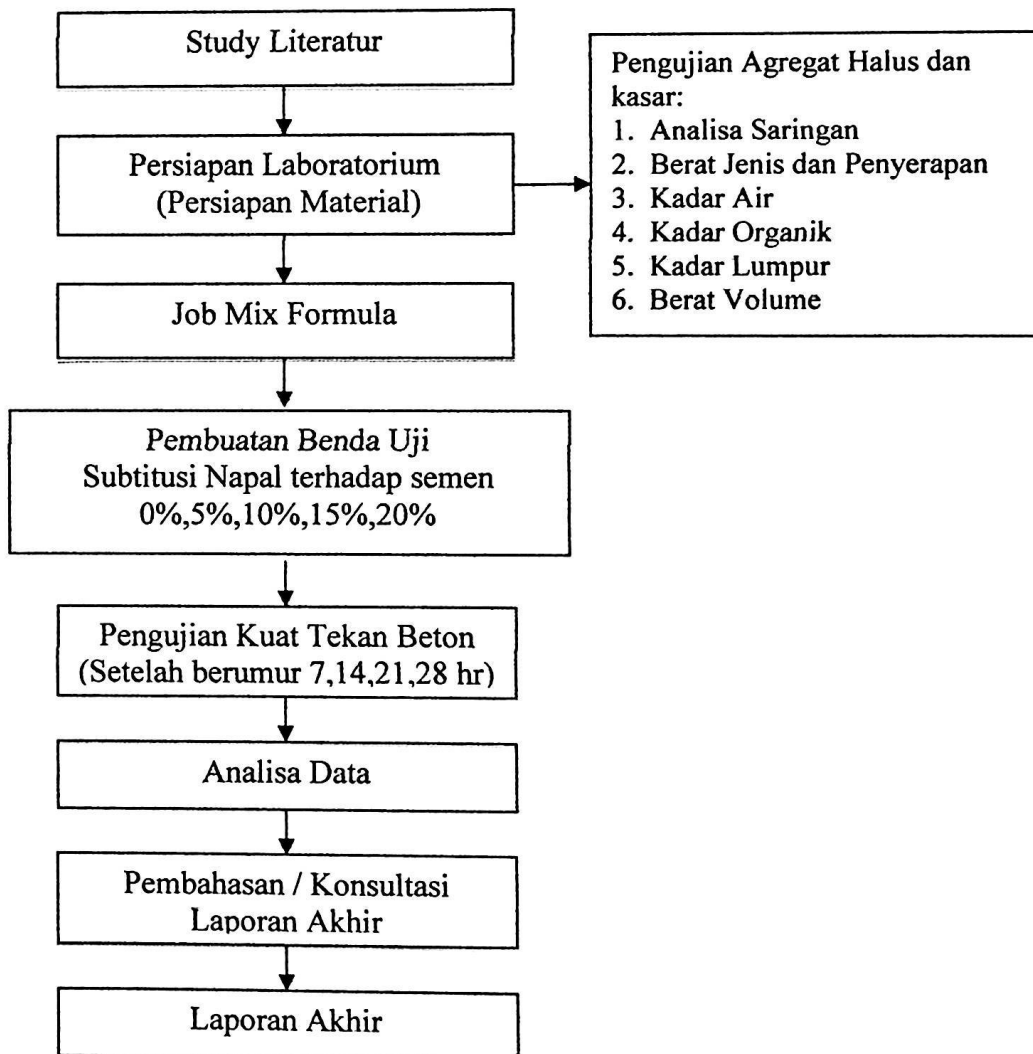 Study Literatur
Persiapan Laboratorium
(Persiapan Material)
Pengujian Agregat Halus dan
kasar:
1. Analisa Saringan
2. Berat Jenis dan Penyerapan
3. Kadar Air
4. Kadar Organik
5. Kadar Lumpur
6. Berat Volume
Job Mix Formula
Pembuatan Benda Uji
Subtitusi Napal terhadap semen
0%,5%,10%,15%,20%
Pengujian Kuat Tekan Beton
(Setelah berumur 7,14,21,28 hr)
Analisa Data
Pembahasan / Konsultasi
Laporan Akhir
Laporan Akhir